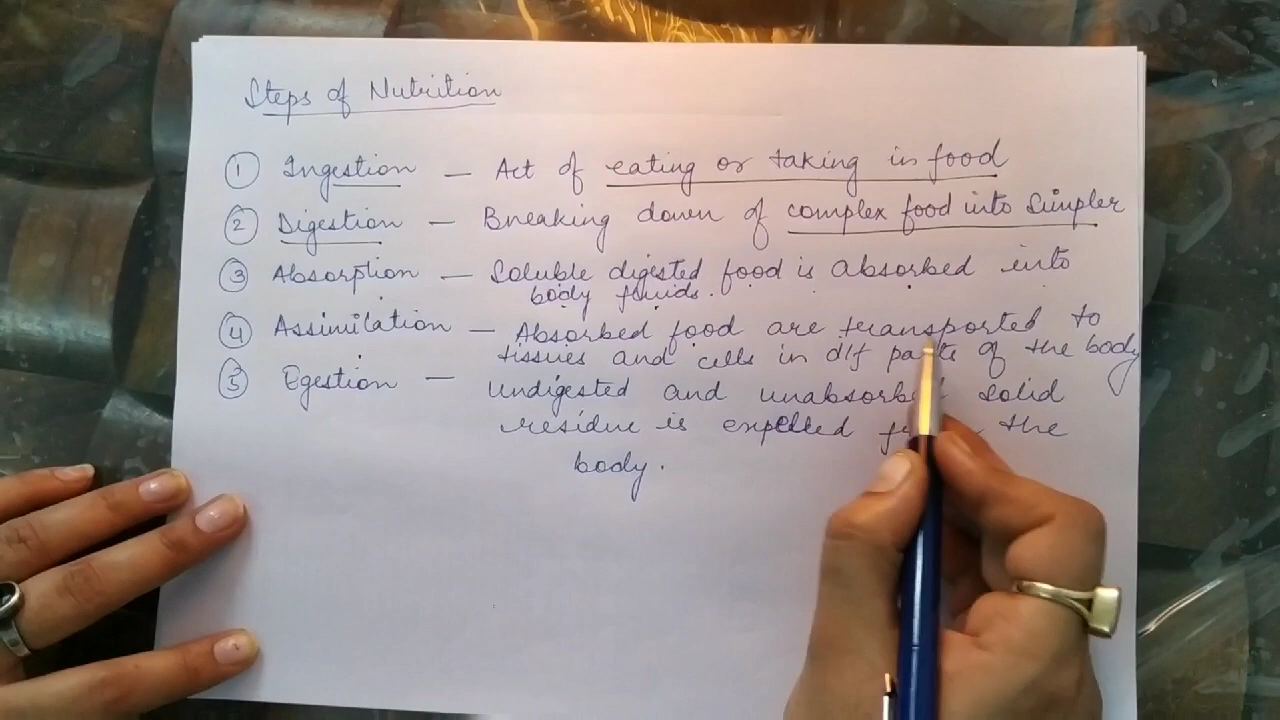 Steps of Nutrition
① Ingestion — Act of eating or taking in food
② Digestion — Breaking down of complex food into Simpler
③ Absorption — Soluble digested food is absorbed into
body fluids.
④ Assimilation — Absorbed food are transported to
tissues and cells in d/f parts of the body
⑤ Egestion — Undigested and unabsorbed solid
residue is expelled the
body.